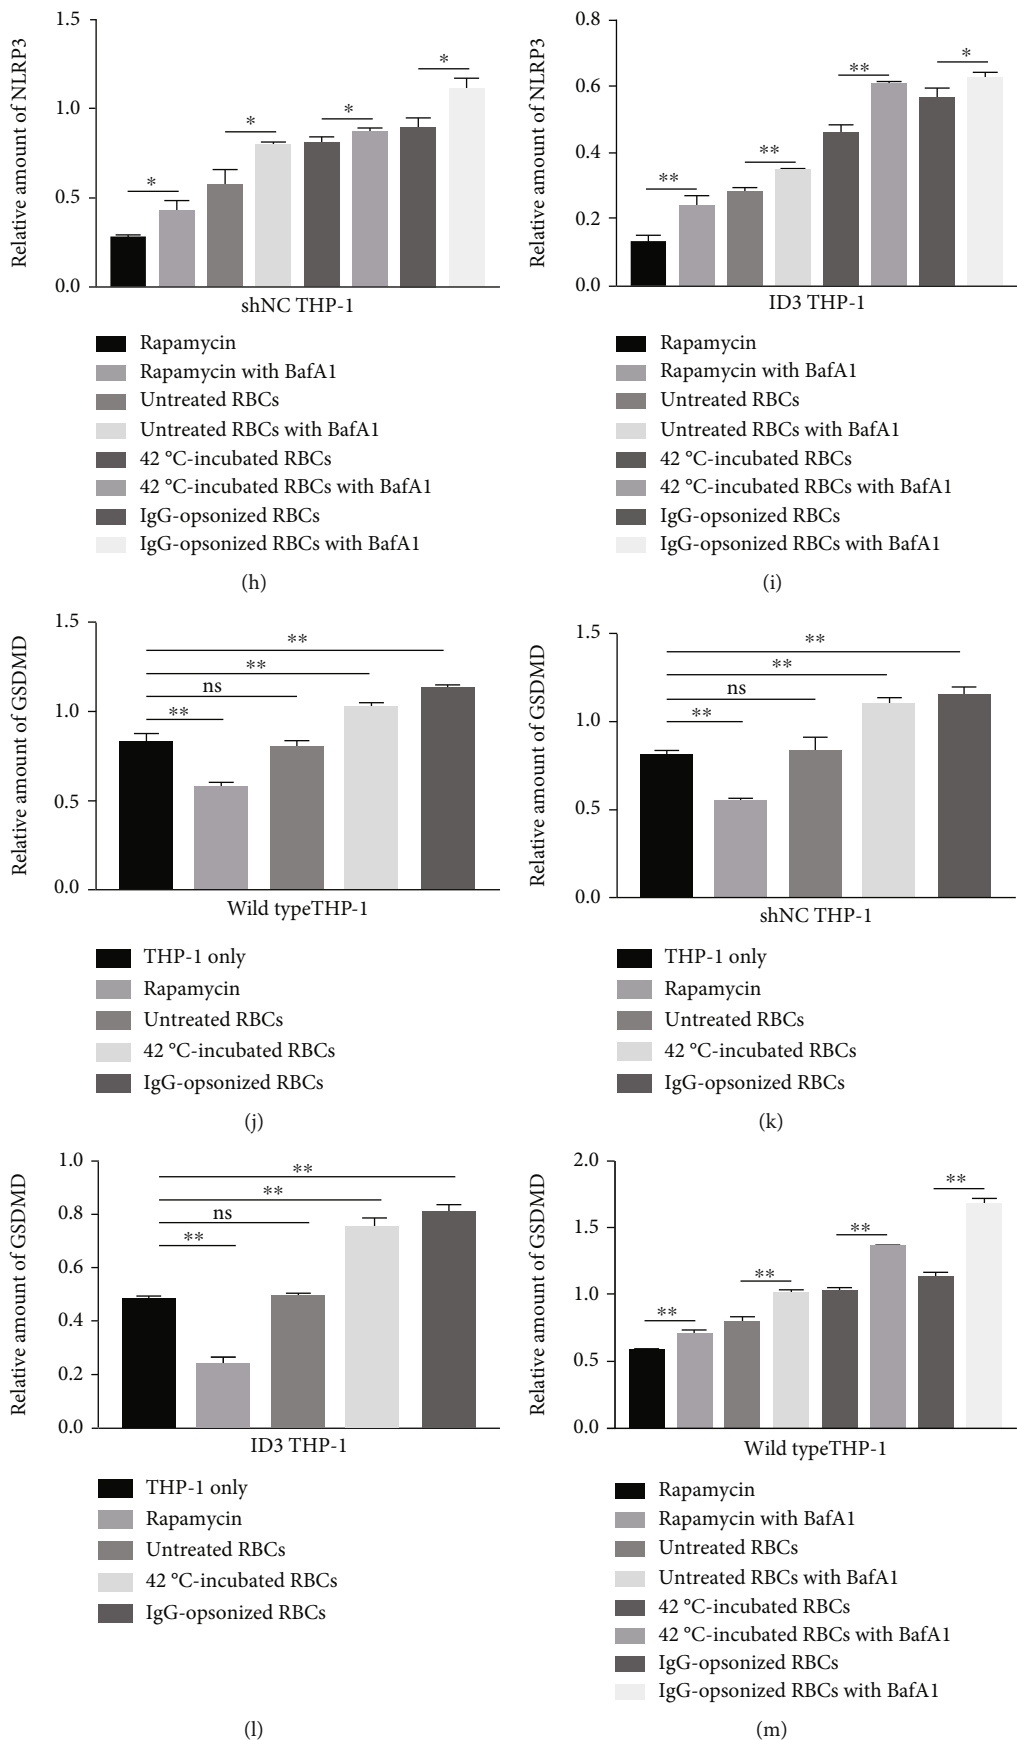 Relative amount of NLRP3
1.5
1.0
0.5
0.0
*
*
*
*
shNC THP-1
Rapamycin
Rapamycin with BafA1
Untreated RBCs
Untreated RBCs with BafA1
42 °C-incubated RBCs
42 °C-incubated RBCs with BafA1
IgG-opsonized RBCs
IgG-opsonized RBCs with BafA1
(h)
Relative amount of NLRP3
0.8
0.6
0.4
0.2
0.0
**
**
**
*
ID3 THP-1
Rapamycin
Rapamycin with BafA1
Untreated RBCs
Untreated RBCs with BafA1
42 °C-incubated RBCs
42 °C-incubated RBCs with BafA1
IgG-opsonized RBCs
IgG-opsonized RBCs with BafA1
(i)
Relative amount of GSDMD
1.5
1.0
0.5
0.0
**
**
ns
**
Wild typeTHP-1
THP-1 only
Rapamycin
Untreated RBCs
42 °C-incubated RBCs
IgG-opsonized RBCs
(j)
Relative amount of GSDMD
1.5
1.0
0.5
0.0
**
**
ns
**
shNC THP-1
THP-1 only
Rapamycin
Untreated RBCs
42 °C-incubated RBCs
IgG-opsonized RBCs
(k)
Relative amount of GSDMD
1.0
0.8
0.6
0.4
0.2
0.0
**
**
ns
**
ID3 THP-1
THP-1 only
Rapamycin
Untreated RBCs
42 °C-incubated RBCs
IgG-opsonized RBCs
(l)
Relative amount of GSDMD
2.0
1.5
1.0
0.5
0.0
**
**
**
**
Wild typeTHP-1
Rapamycin
Rapamycin with BafA1
Untreated RBCs
Untreated RBCs with BafA1
42 °C-incubated RBCs
42 °C-incubated RBCs with BafA1
IgG-opsonized RBCs
IgG-opsonized RBCs with BafA1
(m)